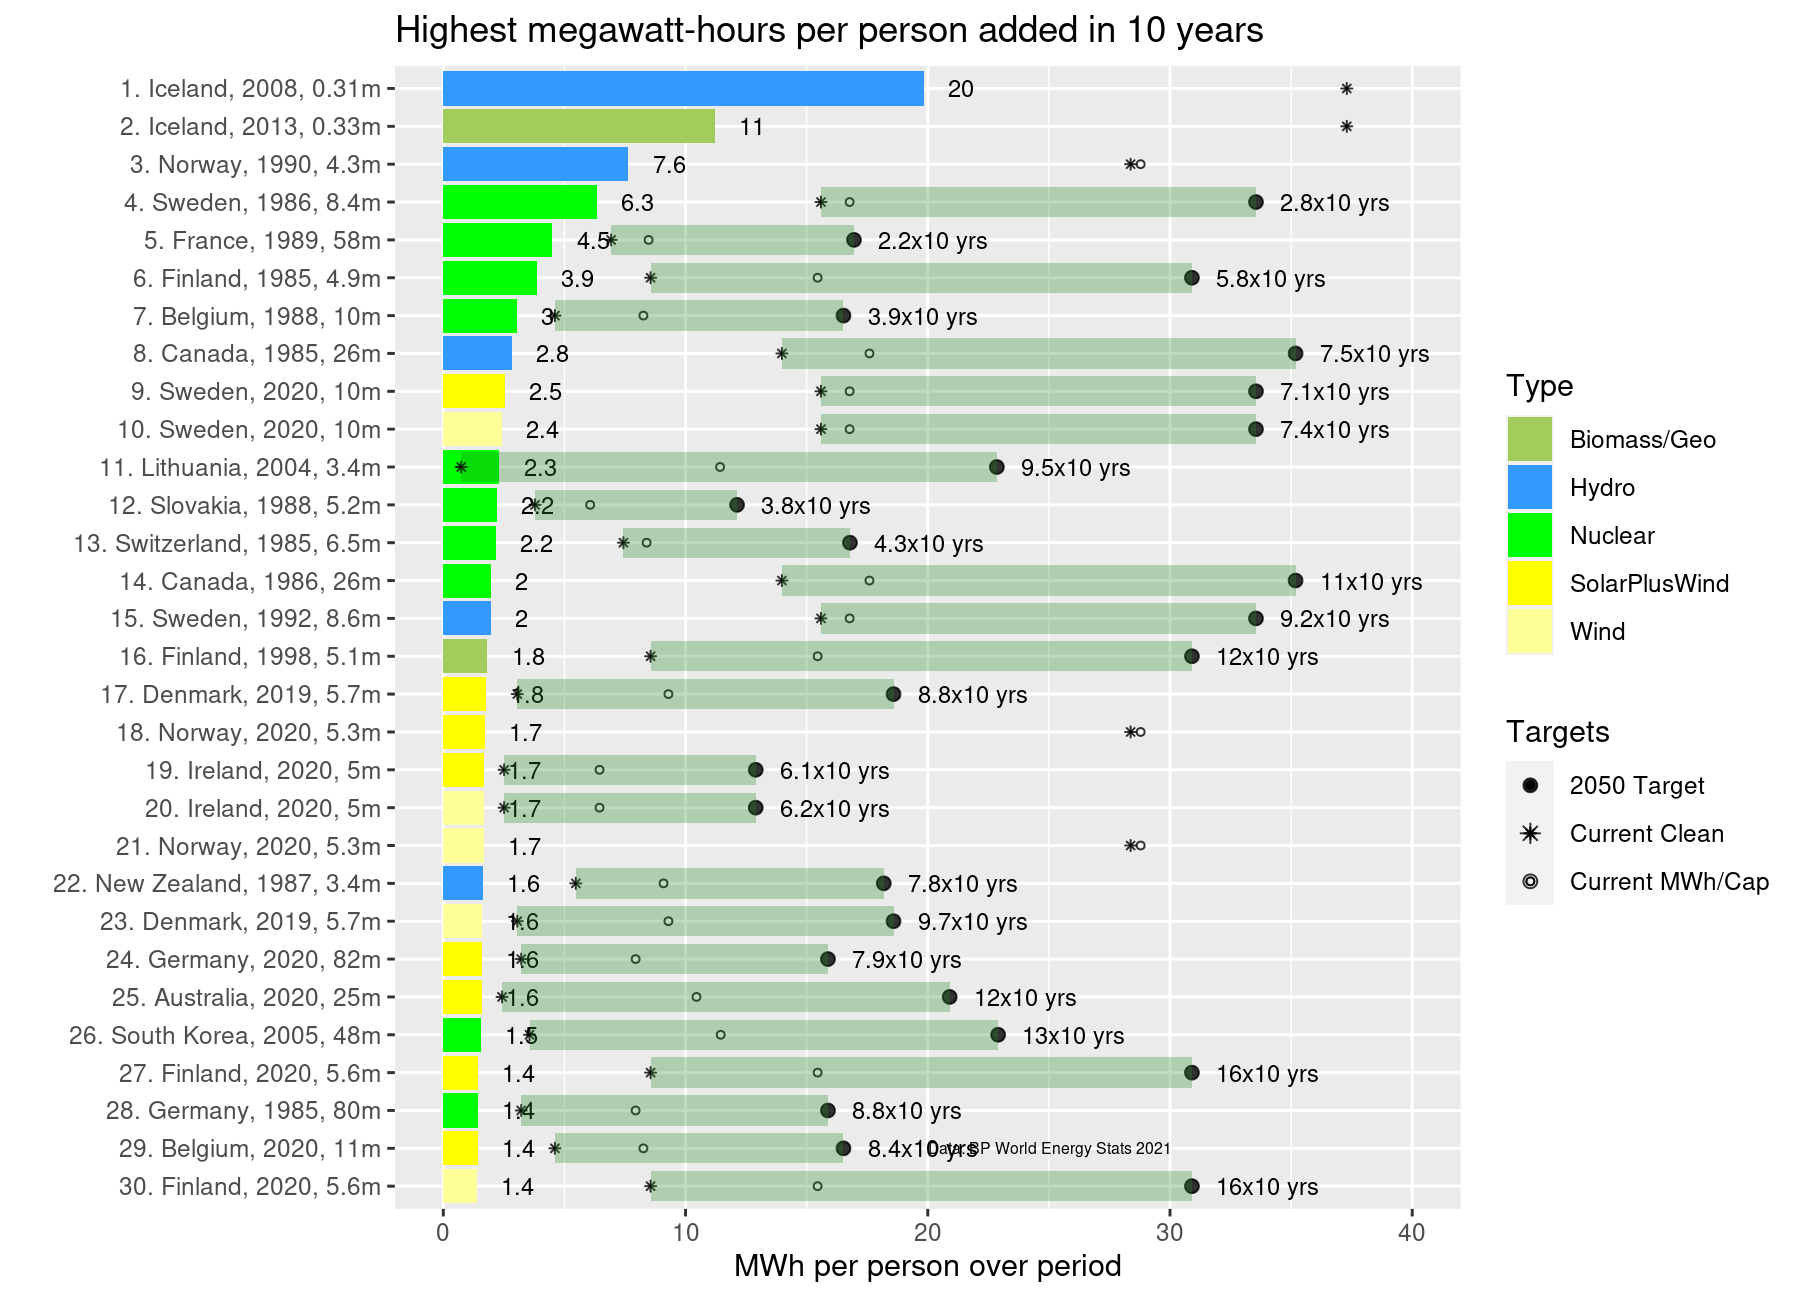 Highest megawatt-hours per person added in 10 years
1. Iceland, 2008, 0.31m 20
2. Iceland, 2013, 0.33m 11
3. Norway, 1990, 4.3m 7.6
4. Sweden, 1986, 8.4m 6.3 2.8x10 yrs
5. France, 1989, 58m 4.5 2.2x10 yrs
6. Finland, 1985, 4.9m 3.9 5.8x10 yrs
7. Belgium, 1988, 10m 3 3.9x10 yrs
8. Canada, 1985, 26m 2.8 7.5x10 yrs
9. Sweden, 2020, 10m 2.5 7.1x10 yrs
10. Sweden, 2020, 10m 2.4 7.4x10 yrs
11. Lithuania, 2004, 3.4m 2.3 9.5x10 yrs
12. Slovakia, 1988, 5.2m 2.2 3.8x10 yrs
13. Switzerland, 1985, 6.5m 2.2 4.3x10 yrs
14. Canada, 1986, 26m 2 11x10 yrs
15. Sweden, 1992, 8.6m 2 9.2x10 yrs
16. Finland, 1998, 5.1m 1.8 12x10 yrs
17. Denmark, 2019, 5.7m 1.8 8.8x10 yrs
18. Norway, 2020, 5.3m 1.7
19. Ireland, 2020, 5m 1.7 6.1x10 yrs
20. Ireland, 2020, 5m 1.7 6.2x10 yrs
21. Norway, 2020, 5.3m 1.7
22. New Zealand, 1987, 3.4m 1.6 7.8x10 yrs
23. Denmark, 2019, 5.7m 1.6 9.7x10 yrs
24. Germany, 2020, 82m 1.6 7.9x10 yrs
25. Australia, 2020, 25m 1.6 12x10 yrs
26. South Korea, 2005, 48m 1.5 13x10 yrs
27. Finland, 2020, 5.6m 1.4 16x10 yrs
28. Germany, 1985, 80m 1.4 8.8x10 yrs
29. Belgium, 2020, 11m 1.4 8.4x10 yrs Data: BP World Energy Stats 2021
30. Finland, 2020, 5.6m 1.4 16x10 yrs
0 10 20 30 40
MWh per person over period
Type
Biomass/Geo
Hydro
Nuclear
SolarPlusWind
Wind
Targets
2050 Target
Current Clean
Current MWh/Cap